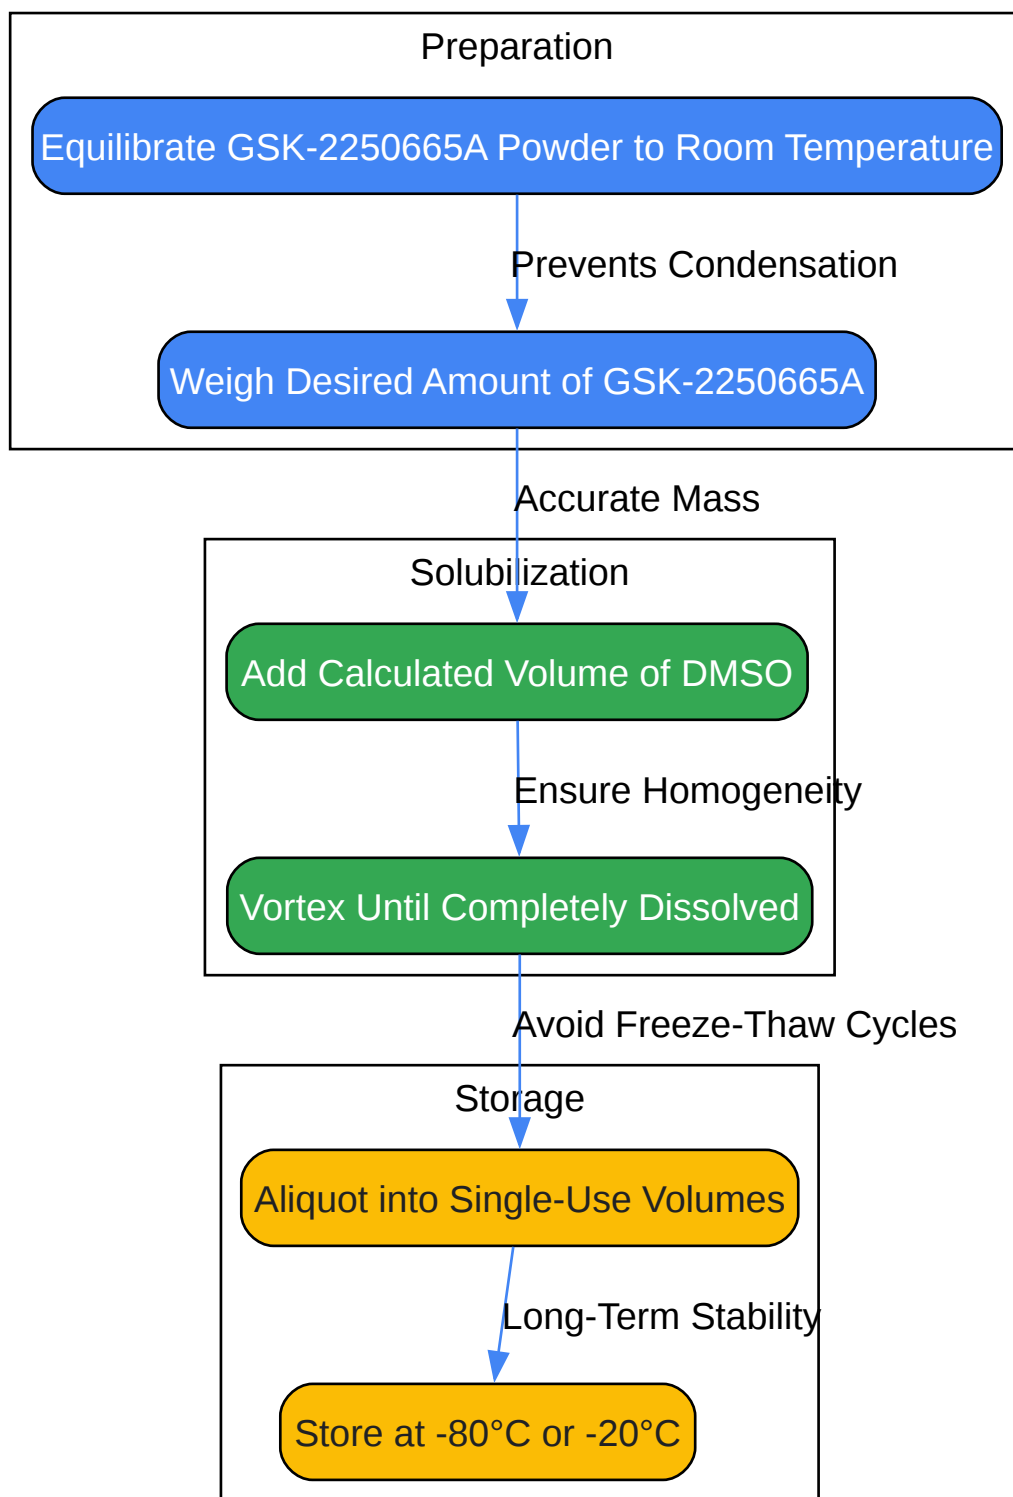 Preparation
Equilibrate GSK-2250665A Powder to Room Temperature
Prevents Condensation
Weigh Desired Amount of GSK-2250665A
Accurate Mass
Solubilization
Add Calculated Volume of DMSO
Ensure Homogeneity
Vortex Until Completely Dissolved
Avoid Freeze-Thaw Cycles
Storage
Aliquot into Single-Use Volumes
Long-Term Stability
Store at -80°C or -20°C